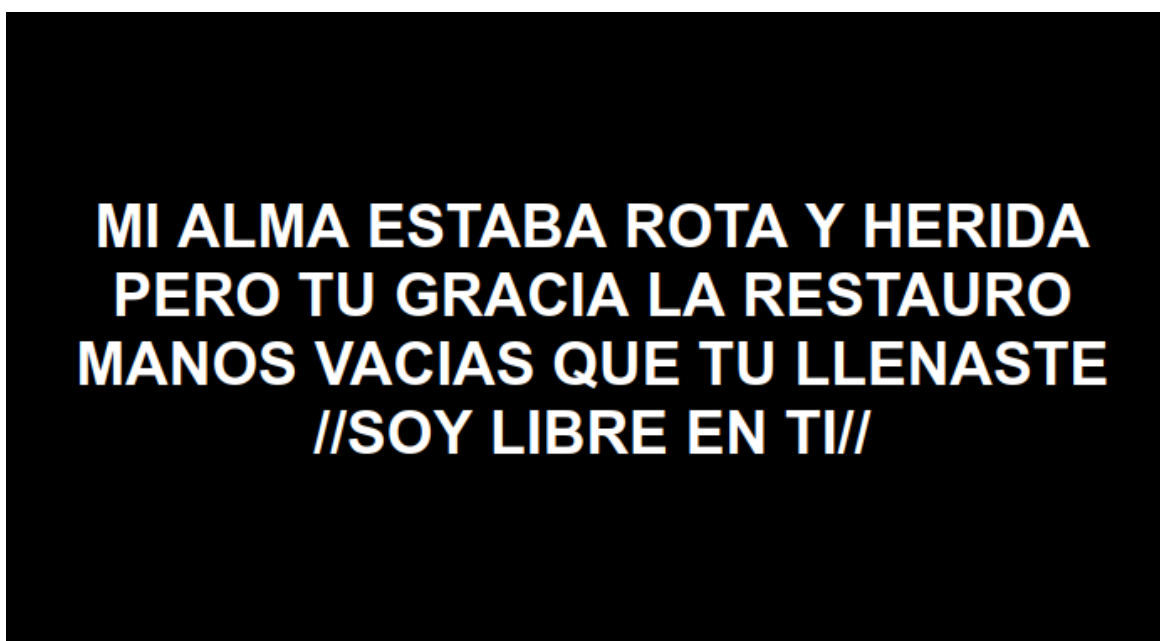 MI ALMA ESTABA ROTA Y HERIDA
PERO TU GRACIA LA RESTAURO
MANOS VACIAS QUE TU LLENASTE
//SOY LIBRE EN TI//